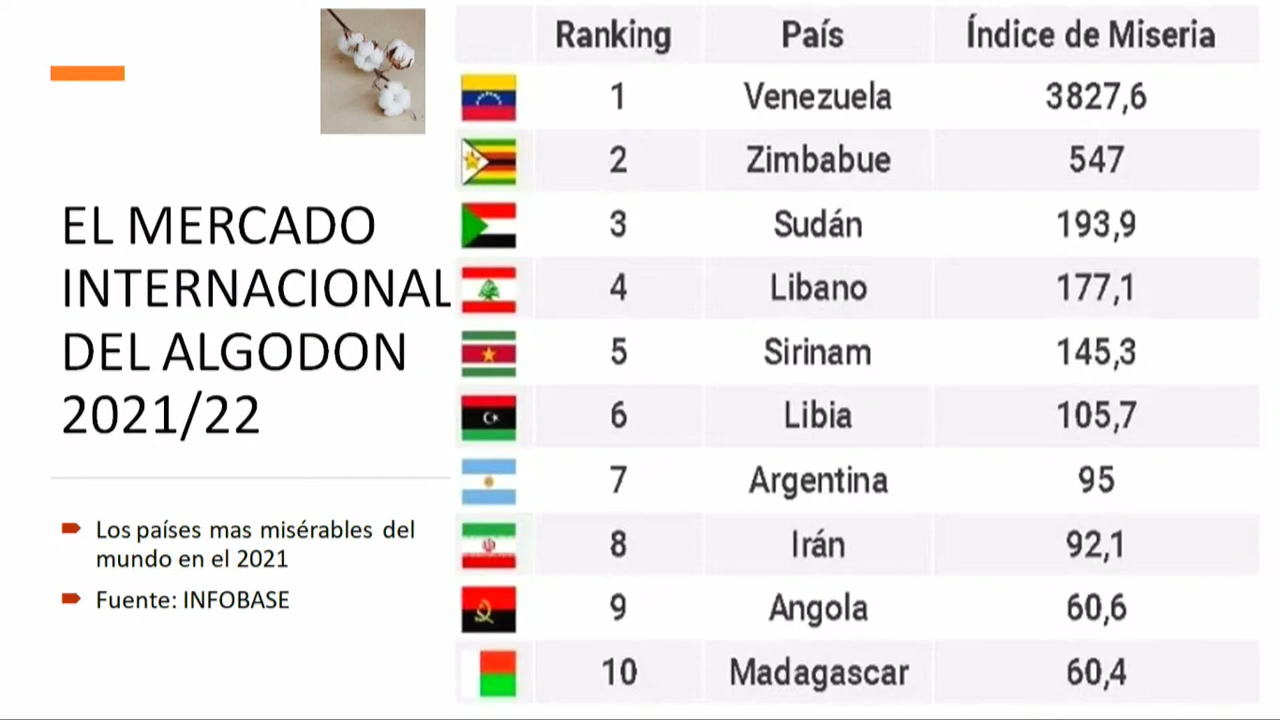 EL MERCADO
INTERNACIONAL
DEL ALGODON
2021/22
Los países mas misérables del
mundo en el 2021
Fuente: INFOBASE
Ranking País Índice de Miseria
1 Venezuela 3827,6
2 Zimbabue 547
3 Sudán 193,9
4 Libano 177,1
5 Sirinam 145,3
6 Libia 105,7
7 Argentina 95
8 Irán 92,1
9 Angola 60,6
10 Madagascar 60,4